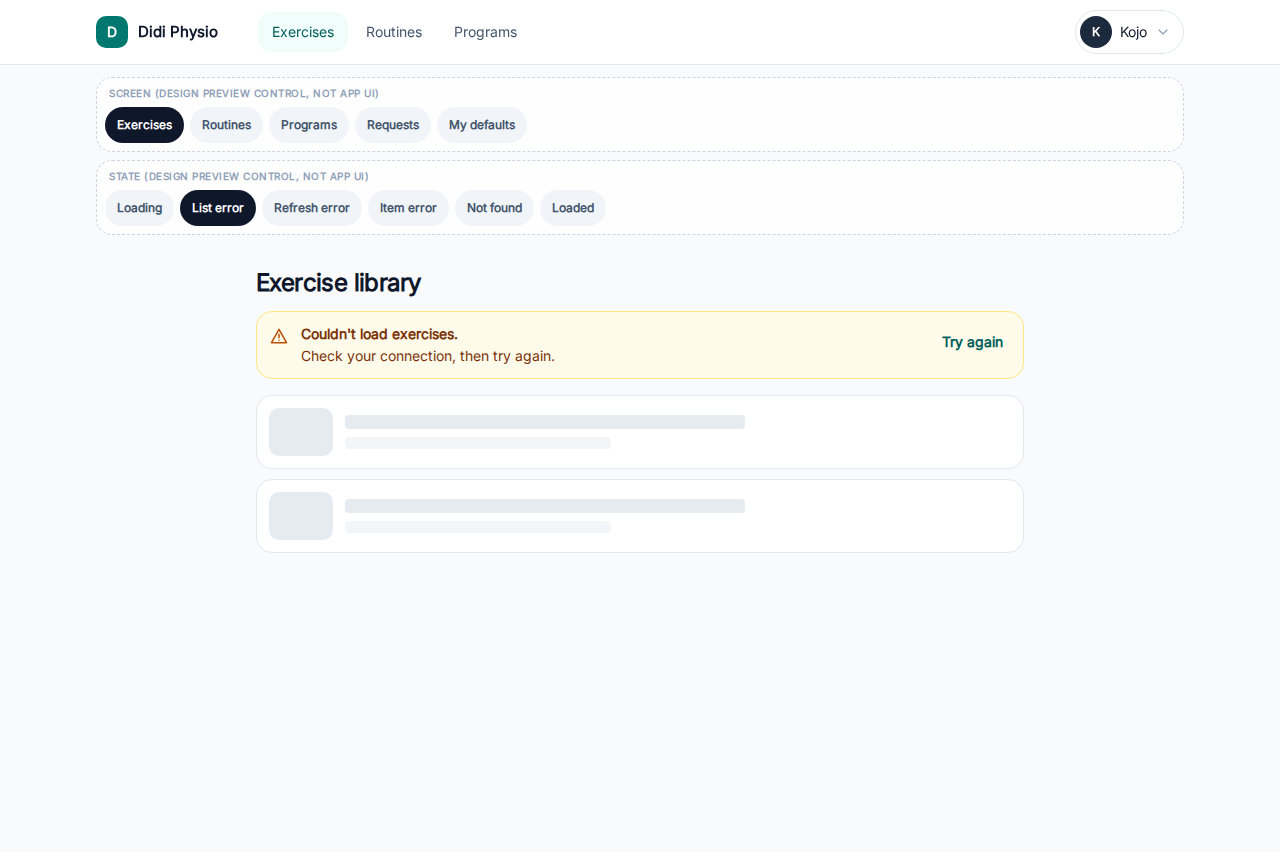 D Didi Physio Exercises Routines Programs K Kojo
SCREEN (DESIGN PREVIEW CONTROL, NOT APP UI)
Exercises Routines Programs Requests My defaults
STATE (DESIGN PREVIEW CONTROL, NOT APP UI)
Loading List error Refresh error Item error Not found Loaded
Exercise library
Couldn't load exercises.
Check your connection, then try again.
Try again